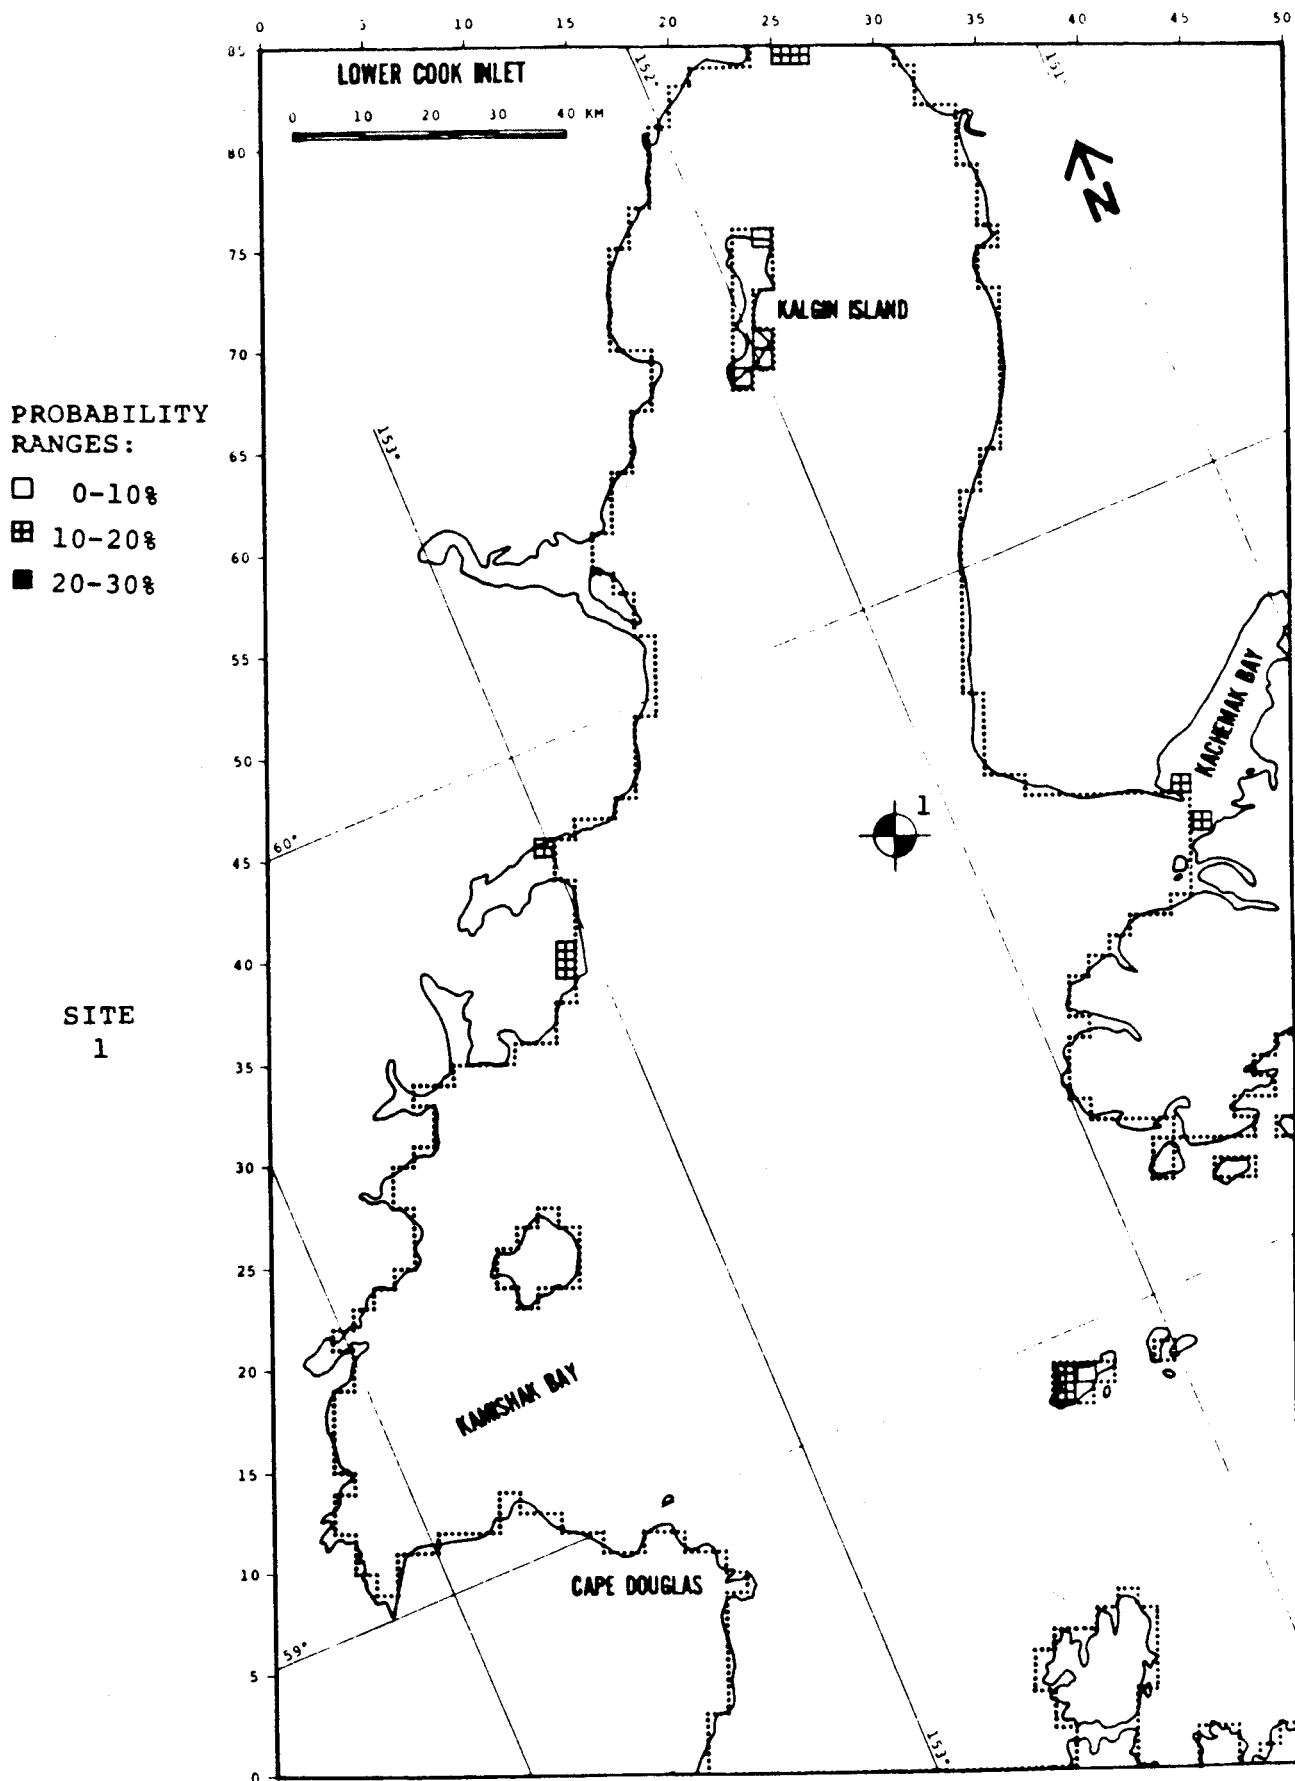 0 5 10 15 20 25 30 35 40 45 50
85
LOWER COOK INLET
152°
151°
0 10 20 30 40 KM
80
N
75
KALGIN ISLAND
70
PROBABILITY
RANGES:
0-10%
10-20%
20-30%
153°
65
60
55
KACHEMAK BAY
50
1
60°
45
40
SITE
1
35
30
25
20
KAMISHAK BAY
15
10
CAPE DOUGLAS
59°
5
153°
0